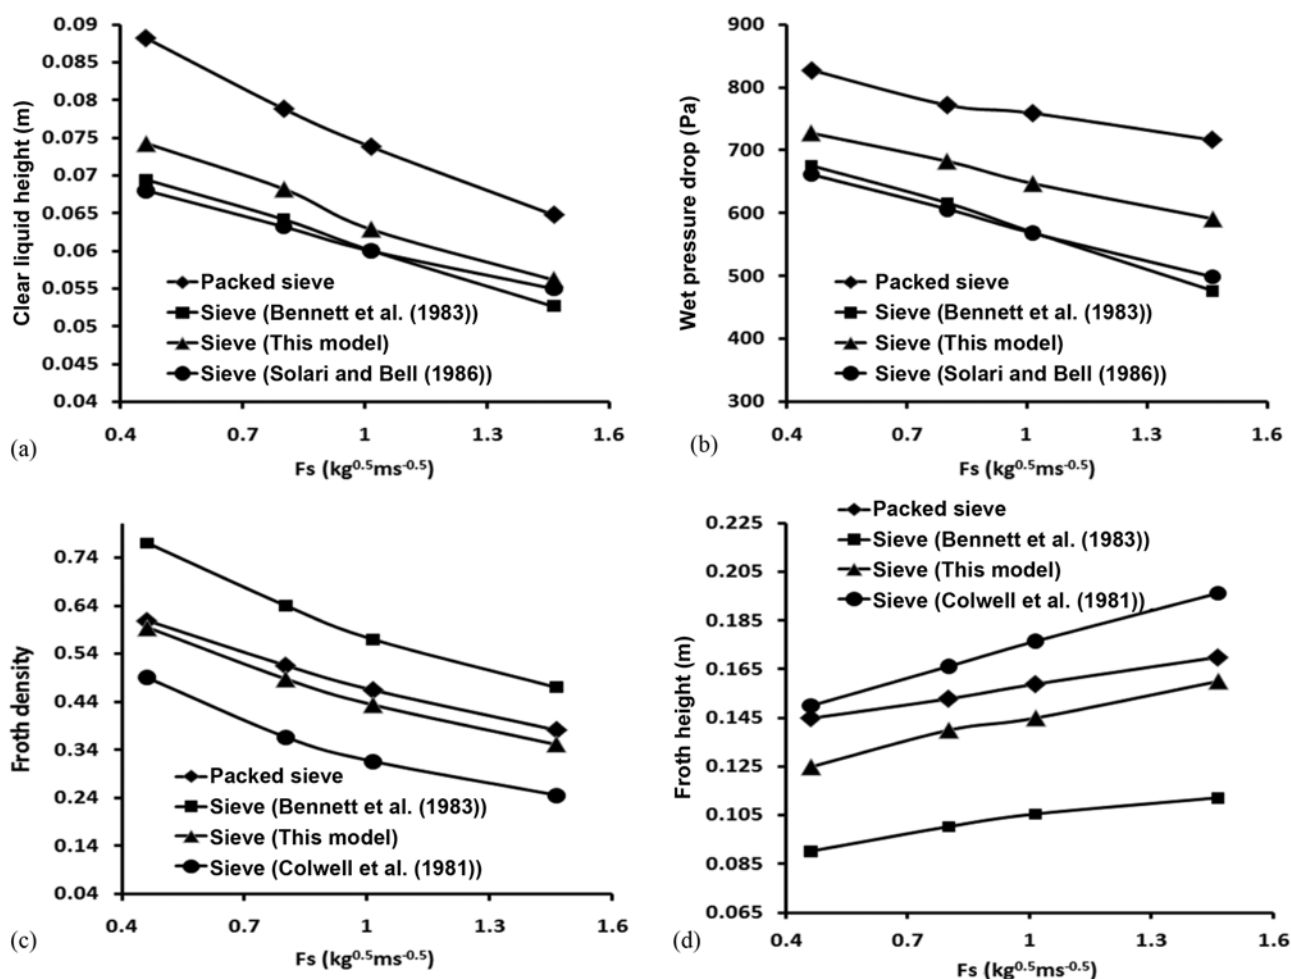 0.09
0.085
0.08
0.075
0.07
0.065
0.06
0.055
0.05
0.045
0.04
Clear liquid height (m)
Packed sieve
Sieve (Bennett et al. (1983))
Sieve (This model)
Sieve (Solari and Bell (1986))
0.4 0.7 1 1.3 1.6
(a)
Fs (kg^0.5ms^-0.5)
900
800
700
600
500
400
300
Wet pressure drop (Pa)
Packed sieve
Sieve (Bennett et al. (1983))
Sieve (This model)
Sieve (Solari and Bell (1986))
0.4 0.7 1 1.3 1.6
(b)
Fs (kg^0.5ms^-0.5)
0.74
0.64
0.54
0.44
0.34
0.24
0.14
0.04
Froth density
Packed sieve
Sieve (Bennett et al. (1983))
Sieve (This model)
Sieve (Colwell et al. (1981))
0.4 0.7 1 1.3 1.6
(c)
Fs (kg^0.5ms^-0.5)
Packed sieve
Sieve (Bennett et al. (1983))
Sieve (This model)
Sieve (Colwell et al. (1981))
0.225
0.205
0.185
0.165
0.145
0.125
0.105
0.085
0.065
Froth height (m)
0.4 0.7 1 1.3 1.6
(d)
Fs (kg^0.5ms^-0.5)